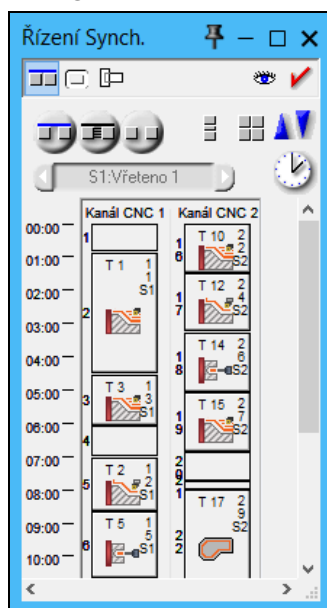 Řízení Synch.
S1:Vřeteno 1
Kanál CNC 1 Kanál CNC 2
00:00
01:00
02:00
03:00
04:00
05:00
06:00
07:00
08:00
09:00
10:00
1
2 T 1 1 1 S1
3 T 3 1 3 S1
4
5 T 2 1 2 S1
6 T 5 1 5 S1
16 T 10 2 2 S2
17 T 12 2 4 S2
18 T 14 2 6 S2
19 T 15 2 7 S2
20
21
22 T 17 2 9 S2